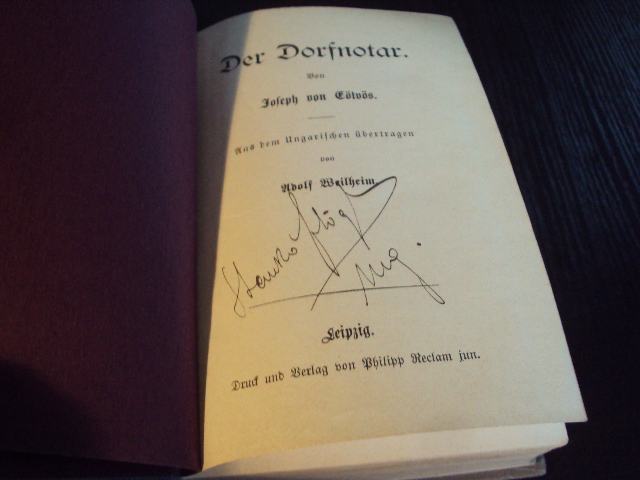 Der Dorfnotar.
Von
Joseph von Eötvös.
Aus dem Ungarischen übertragen
von
Adolf Weilheim.
Leipzig.
Druck und Verlag von Philipp Reclam jun.